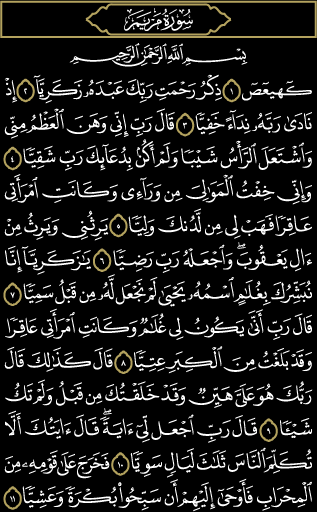 سُورَةُ مَرْيَمَ
بِسْمِ ٱللَّهِ ٱلرَّحْمَٰنِ ٱلرَّحِيمِ
كٓهيعٓصٓ ١ ذِكْرُ رَحْمَتِ رَبِّكَ عَبْدَهُۥ زَكَرِيَّآ ٢ إِذْ
نَادَىٰ رَبَّهُۥ نِدَآءً خَفِيًّا ٣ قَالَ رَبِّ إِنِّى وَهَنَ ٱلْعَظْمُ مِنِّى
وَٱشْتَعَلَ ٱلرَّأْسُ شَيْبًا وَلَمْ أَكُنۢ بِدُعَآئِكَ رَبِّ شَقِيًّا ٤
وَإِنِّى خِفْتُ ٱلْمَوَٰلِىَ مِن وَرَآءِى وَكَانَتِ ٱمْرَأَتِى
عَاقِرًا فَهَبْ لِى مِن لَّدُنكَ وَلِيًّا ٥ يَرِثُنِى وَيَرِثُ مِنْ
ءَالِ يَعْقُوبَ ۖ وَٱجْعَلْهُ رَبِّ رَضِيًّا ٦ يَٰزَكَرِيَّآ إِنَّا
نُبَشِّرُكَ بِغُلَٰمٍ ٱسْمُهُۥ يَحْيَىٰ لَمْ نَجْعَل لَّهُۥ مِن قَبْلُ سَمِيًّا ٧
قَالَ رَبِّ أَنَّىٰ يَكُونُ لِى غُلَٰمٌ وَكَانَتِ ٱمْرَأَتِى عَاقِرًا
وَقَدْ بَلَغْتُ مِنَ ٱلْكِبَرِ عِتِيًّا ٨ قَالَ كَذَٰلِكَ قَالَ
رَبُّكَ هُوَ عَلَىَّ هَيِّنٌ وَقَدْ خَلَقْتُكَ مِن قَبْلُ وَلَمْ تَكُ
شَيْـًٔا ٩ قَالَ رَبِّ ٱجْعَل لِّىٓ ءَايَةً ۚ قَالَ ءَايَتُكَ أَلَّا
تُكَلِّمَ ٱلنَّاسَ ثَلَٰثَ لَيَالٍ سَوِيًّا ١٠ فَخَرَجَ عَلَىٰ قَوْمِهِۦ مِنَ
ٱلْمِحْرَابِ فَأَوْحَىٰٓ إِلَيْهِمْ أَن سَبِّحُوا۟ بُكْرَةً وَعَشِيًّا ١١